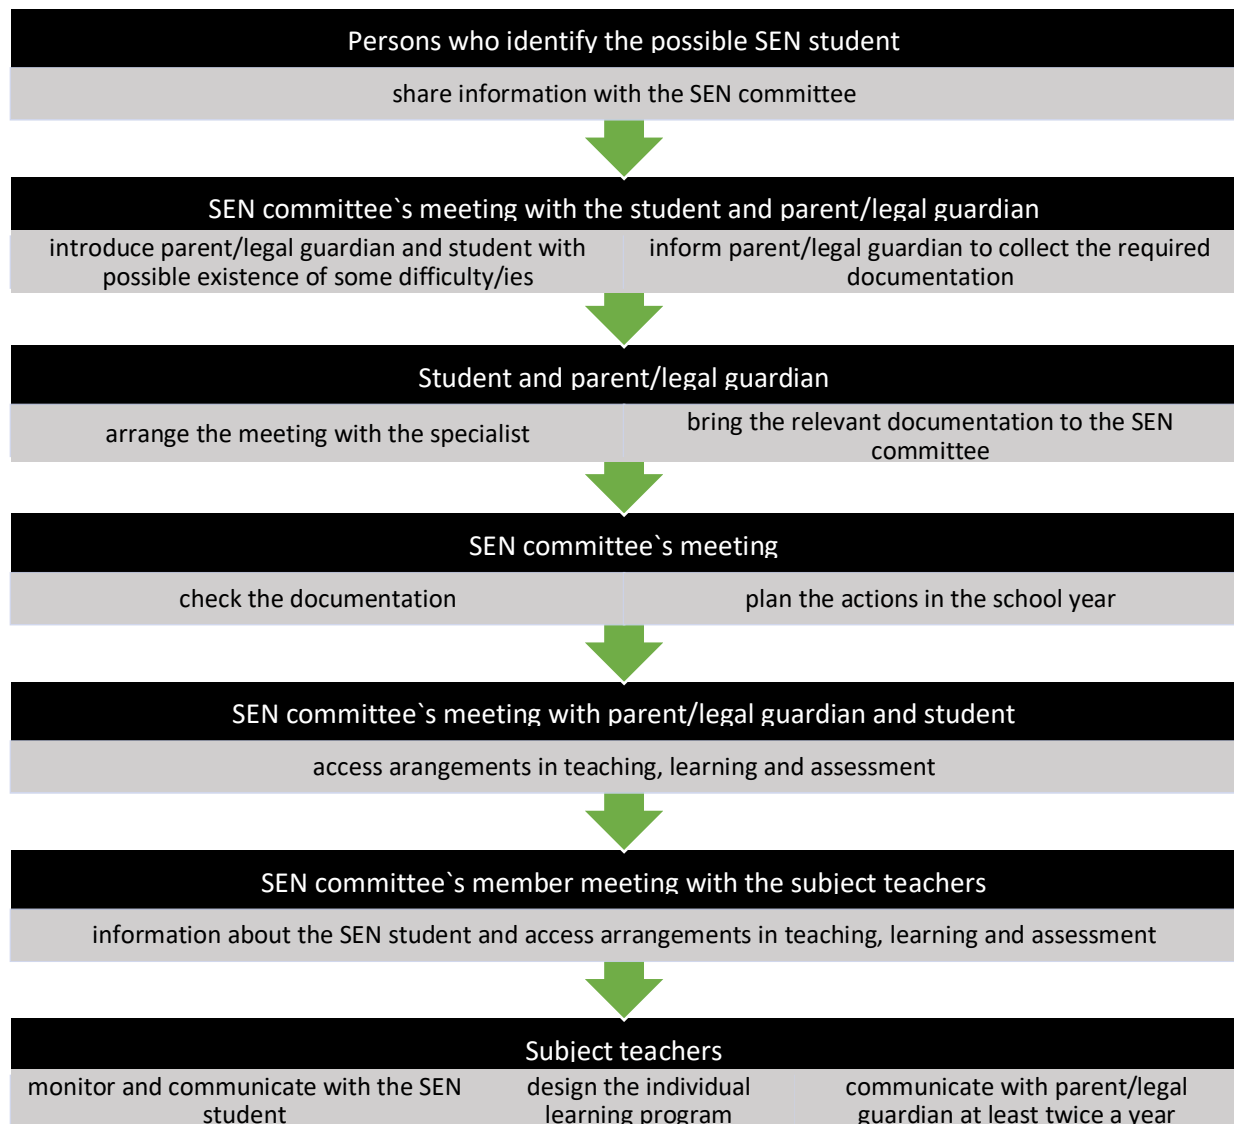 Persons who identify the possible SEN student
share information with the SEN committee
SEN committee`s meeting with the student and parent/legal guardian
introduce parent/legal guardian and student with
possible existence of some difficulty/ies
inform parent/legal guardian to collect the required
documentation
Student and parent/legal guardian
arrange the meeting with the specialist
bring the relevant documentation to the SEN
committee
SEN committee`s meeting
check the documentation
plan the actions in the school year
SEN committee`s meeting with parent/legal guardian and student
access arangements in teaching, learning and assessment
SEN committee`s member meeting with the subject teachers
information about the SEN student and access arrangements in teaching, learning and assessment
Subject teachers
monitor and communicate with the SEN
student
design the individual
learning program
communicate with parent/legal
guardian at least twice a year